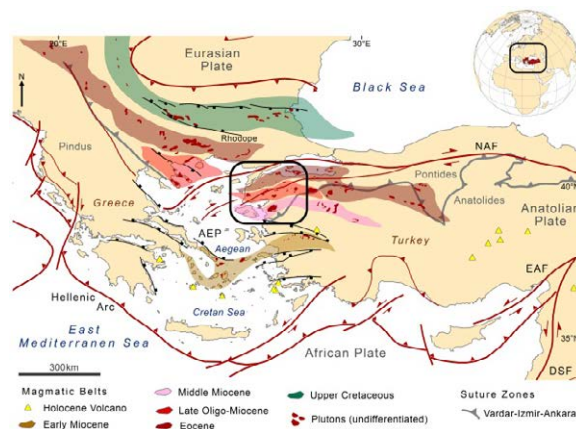 20°E
30°E
Eurasian
Plate
Black Sea
N
Rhodope
Pindus
NAF
Pontides
40°N
Anatolides
Anatolian
Plate
Greece
AEP
Aegean
Turkey
EAF
Hellenic
Arc
Cretan Sea
East
Mediterranen Sea
African Plate
35°N
DSF
300km
Magmatic Belts
Holocene Volcano
Early Miocene
Middle Miocene
Late Oligo-Miocene
Eocene
Upper Cretaceous
Plutons (undifferentiated)
Suture Zones
Vardar-Izmir-Ankara